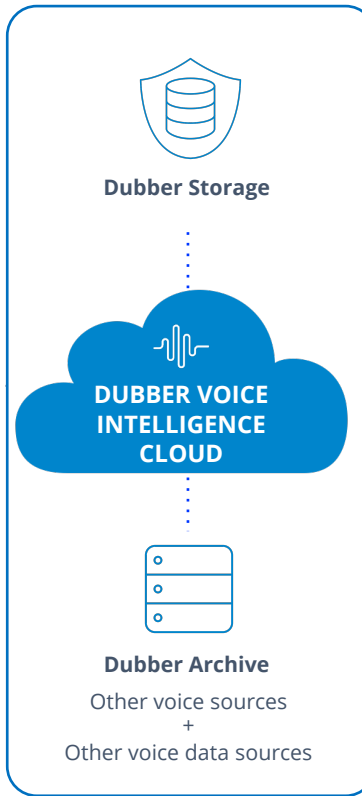 Dubber Storage
DUBBER VOICE
INTELLIGENCE
CLOUD
Dubber Archive
Other voice sources
+
Other voice data sources